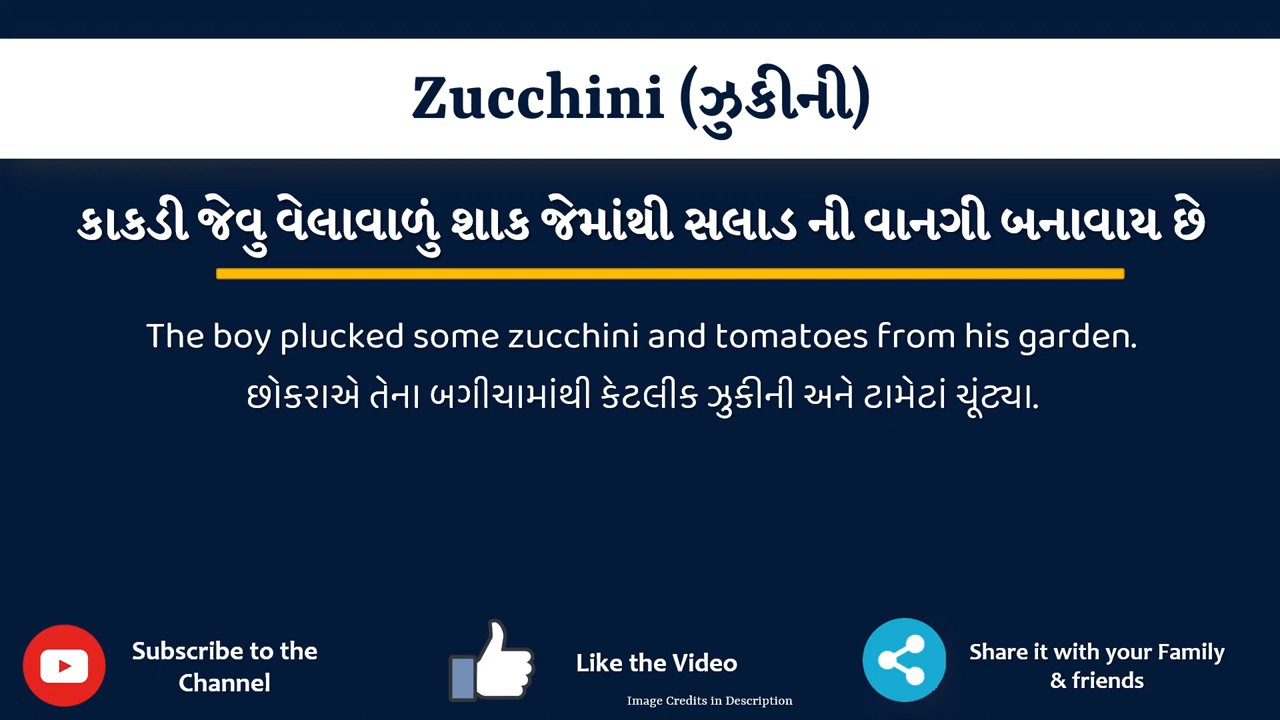 Zucchini (ઝુકીની)
કાકડી જેવુ વેલાવાળું શાક જેમાંથી સલાડ ની વાનગી બનાવાય છે
The boy plucked some zucchini and tomatoes from his garden.
છોકરાએ તેના બગીચામાંથી કેટલીક ઝુકીની અને ટામેટાં ચૂંટ્યા.
Subscribe to the
Channel
Like the Video
Share it with your Family
& friends
Image Credits in Description